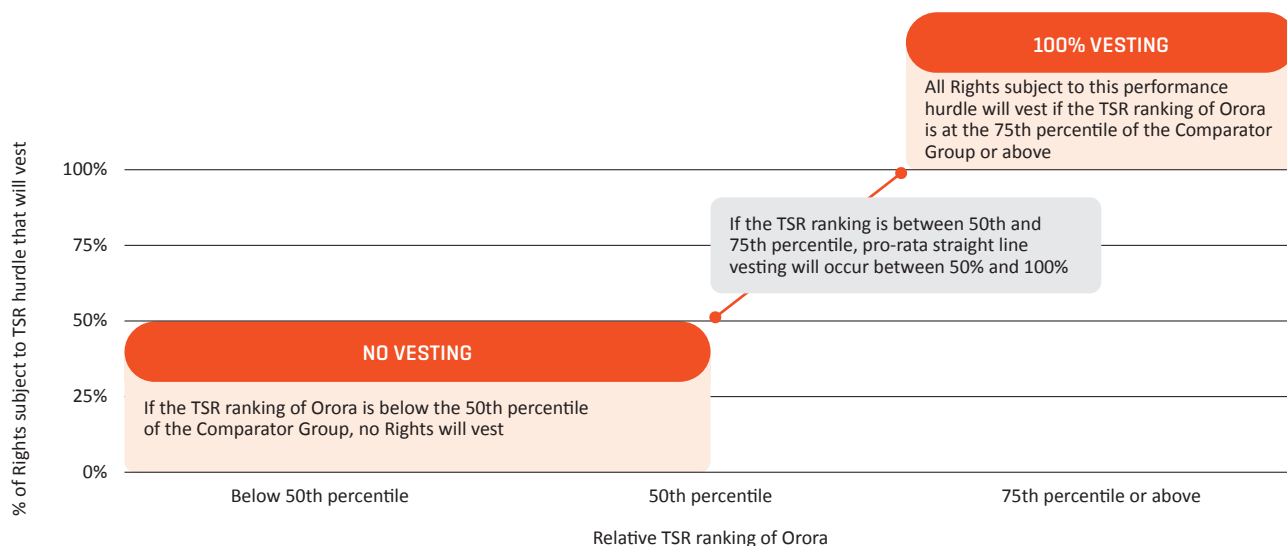 100% VESTING
All Rights subject to this performance
hurdle will vest if the TSR ranking of Orora
is at the 75th percentile of the Comparator
Group or above
% of Rights subject to TSR hurdle that will vest
100%
If the TSR ranking is between 50th and
75th percentile, pro-rata straight line
vesting will occur between 50% and 100%
75%
50%
NO VESTING
25%
If the TSR ranking of Orora is below the 50th percentile
of the Comparator Group, no Rights will vest
0%
Below 50th percentile
50th percentile
75th percentile or above
Relative TSR ranking of Orora